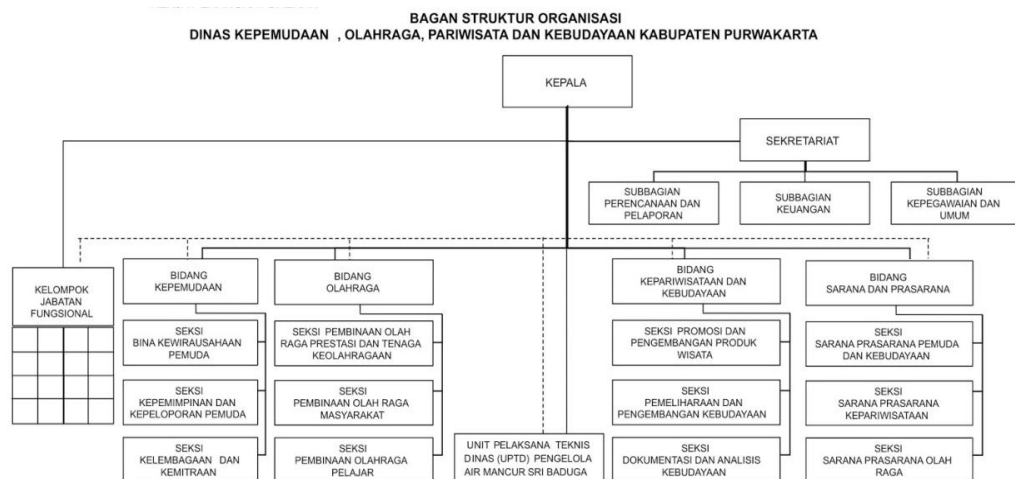 BAGAN STRUKTUR ORGANISASI
DINAS KEPEMUDAAN , OLAHRAGA, PARIWISATA DAN KEBUDAYAAN KABUPATEN PURWAKARTA
KEPALA
SEKRETARIAT
SUBBAGIAN
PERENCANAAN DAN
PELAPORAN
SUBBAGIAN
KEUANGAN
SUBBAGIAN
KEPEGAWAIAN DAN
UMUM
KELOMPOK
JABATAN
FUNGSIONAL
BIDANG
KEPEMUDAAN
SEKSI
BINA KEWIRAUSAHAAN
PEMUDA
SEKSI
KEPEMIMPINAN DAN
KEPELOPORAN PEMUDA
SEKSI
KELEMBAGAAN DAN
KEMITRAAN
BIDANG
OLAHRAGA
SEKSI PEMBINAAN OLAH
RAGA PRESTASI DAN TENAGA
KEOLAHRAGAAN
SEKSI
PEMBINAAN OLAH RAGA
MASYARAKAT
SEKSI
PEMBINAAN OLAHRAGA
PELAJAR
UNIT PELAKSANA TEKNIS
DINAS (UPTD) PENGELOLA
AIR MANCUR SRI BADUGA
BIDANG
KEPARIWISATAAN DAN
KEBUDAYAAN
SEKSI PROMOSI DAN
PENGEMBANGAN PRODUK
WISATA
SEKSI
PEMELIHARAAN DAN
PENGEMBANGAN KEBUDAYAAN
SEKSI
DOKUMENTASI DAN ANALISIS
KEBUDAYAAN
BIDANG
SARANA DAN PRASARANA
SEKSI
SARANA PRASARANA PEMUDA
DAN KEBUDAYAAN
SEKSI
SARANA PRASARANA
KEPARIWISATAAN
SEKSI
SARANA PRASARANA OLAH
RAGA